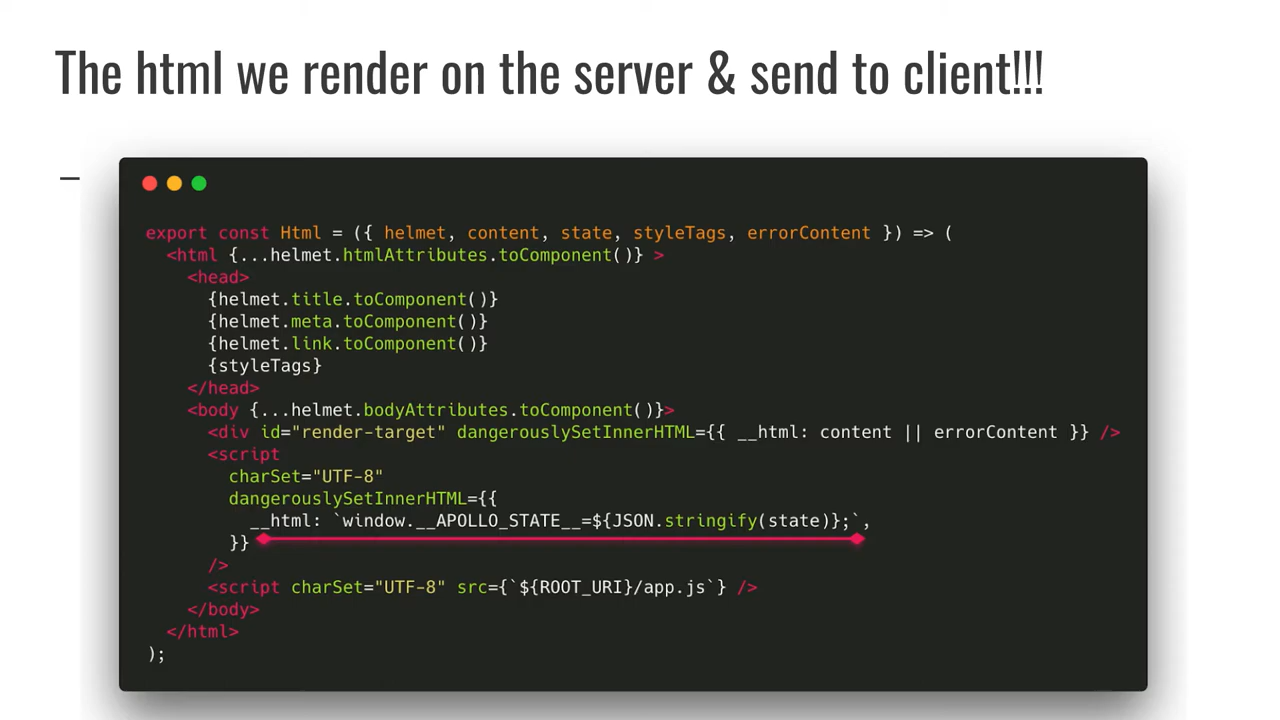 The html we render on the server & send to client!!!
–
export const Html = ({ helmet, content, state, styleTags, errorContent }) => (
  <html {...helmet.htmlAttributes.toComponent()} >
    <head>
      {helmet.title.toComponent()}
      {helmet.meta.toComponent()}
      {helmet.link.toComponent()}
      {styleTags}
    </head>
    <body {...helmet.bodyAttributes.toComponent()}>
      <div id="render-target" dangerouslySetInnerHTML={{ __html: content || errorContent }} />
      <script
        charSet="UTF-8"
        dangerouslySetInnerHTML={{
          __html: `window.__APOLLO_STATE__=${JSON.stringify(state)};`,
        }}
      />
      <script charSet="UTF-8" src={`${ROOT_URI}/app.js`} />
    </body>
  </html>
);